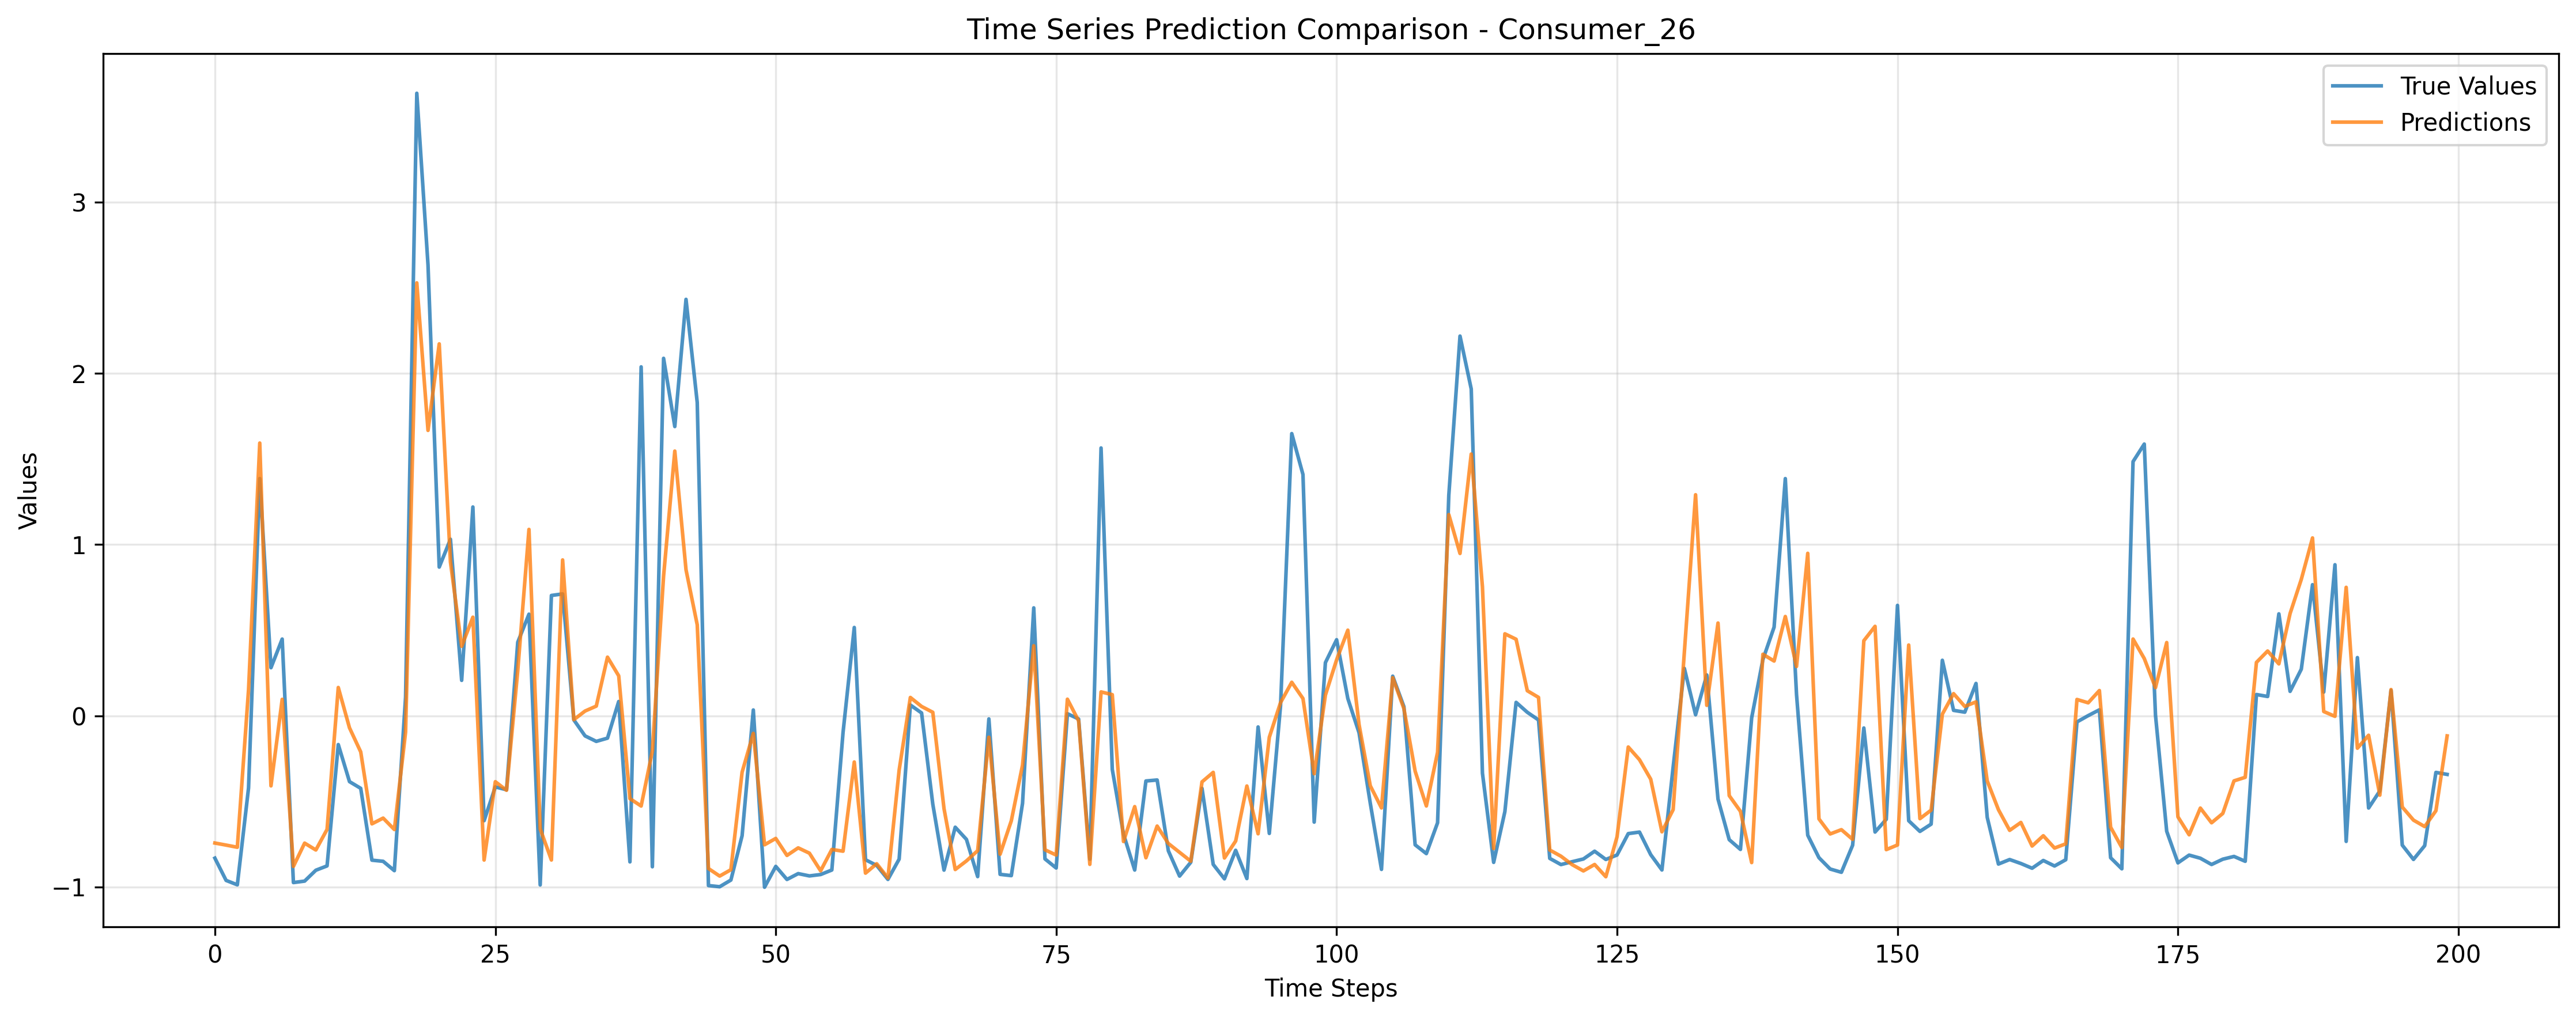 Time Series Prediction Comparison - Consumer_26
True Values
Predictions
Values
3
2
1
0
−1
0 25 50 75 100 125 150 175 200
Time Steps